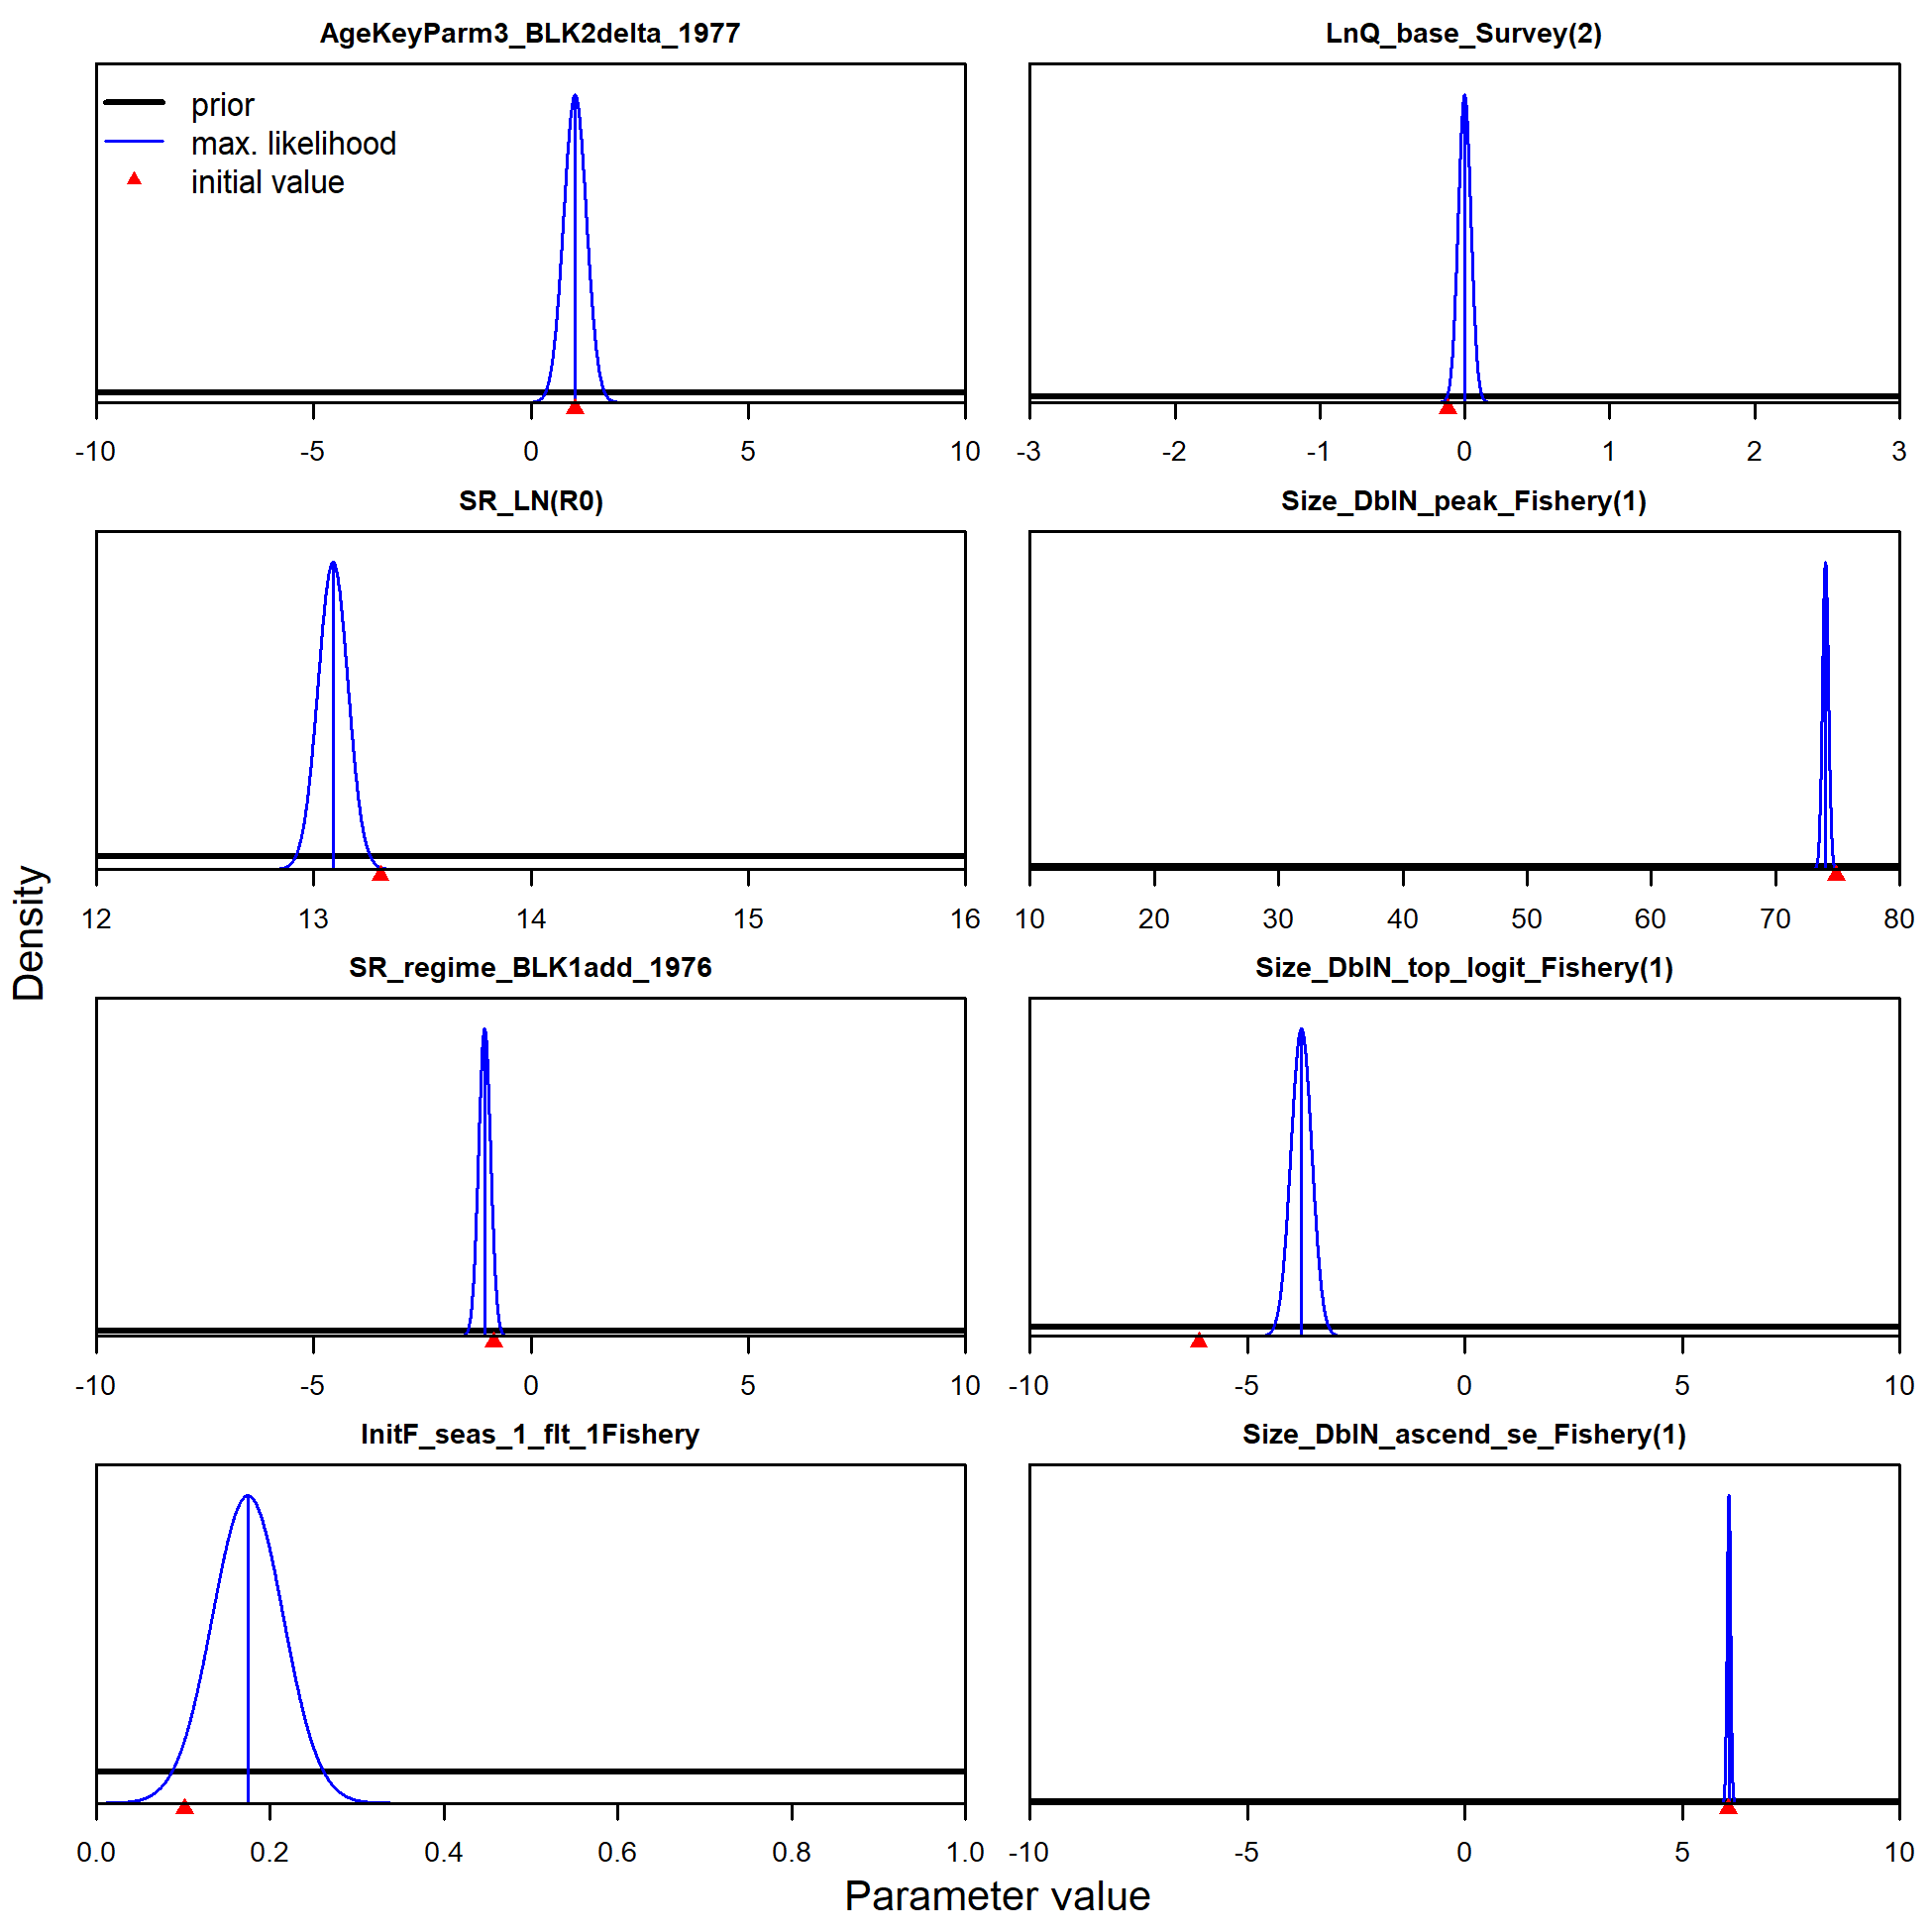 AgeKeyParm3_BLK2delta_1977
prior
max. likelihood
initial value
-10 -5 0 5 10
LnQ_base_Survey(2)
-3 -2 -1 0 1 2 3
SR_LN(R0)
12 13 14 15 16
Size_DblN_peak_Fishery(1)
10 20 30 40 50 60 70 80
SR_regime_BLK1add_1976
-10 -5 0 5 10
Size_DblN_top_logit_Fishery(1)
-10 -5 0 5 10
InitF_seas_1_flt_1Fishery
0.0 0.2 0.4 0.6 0.8 1.0
Size_DblN_ascend_se_Fishery(1)
-10 -5 0 5 10
Density
Parameter value